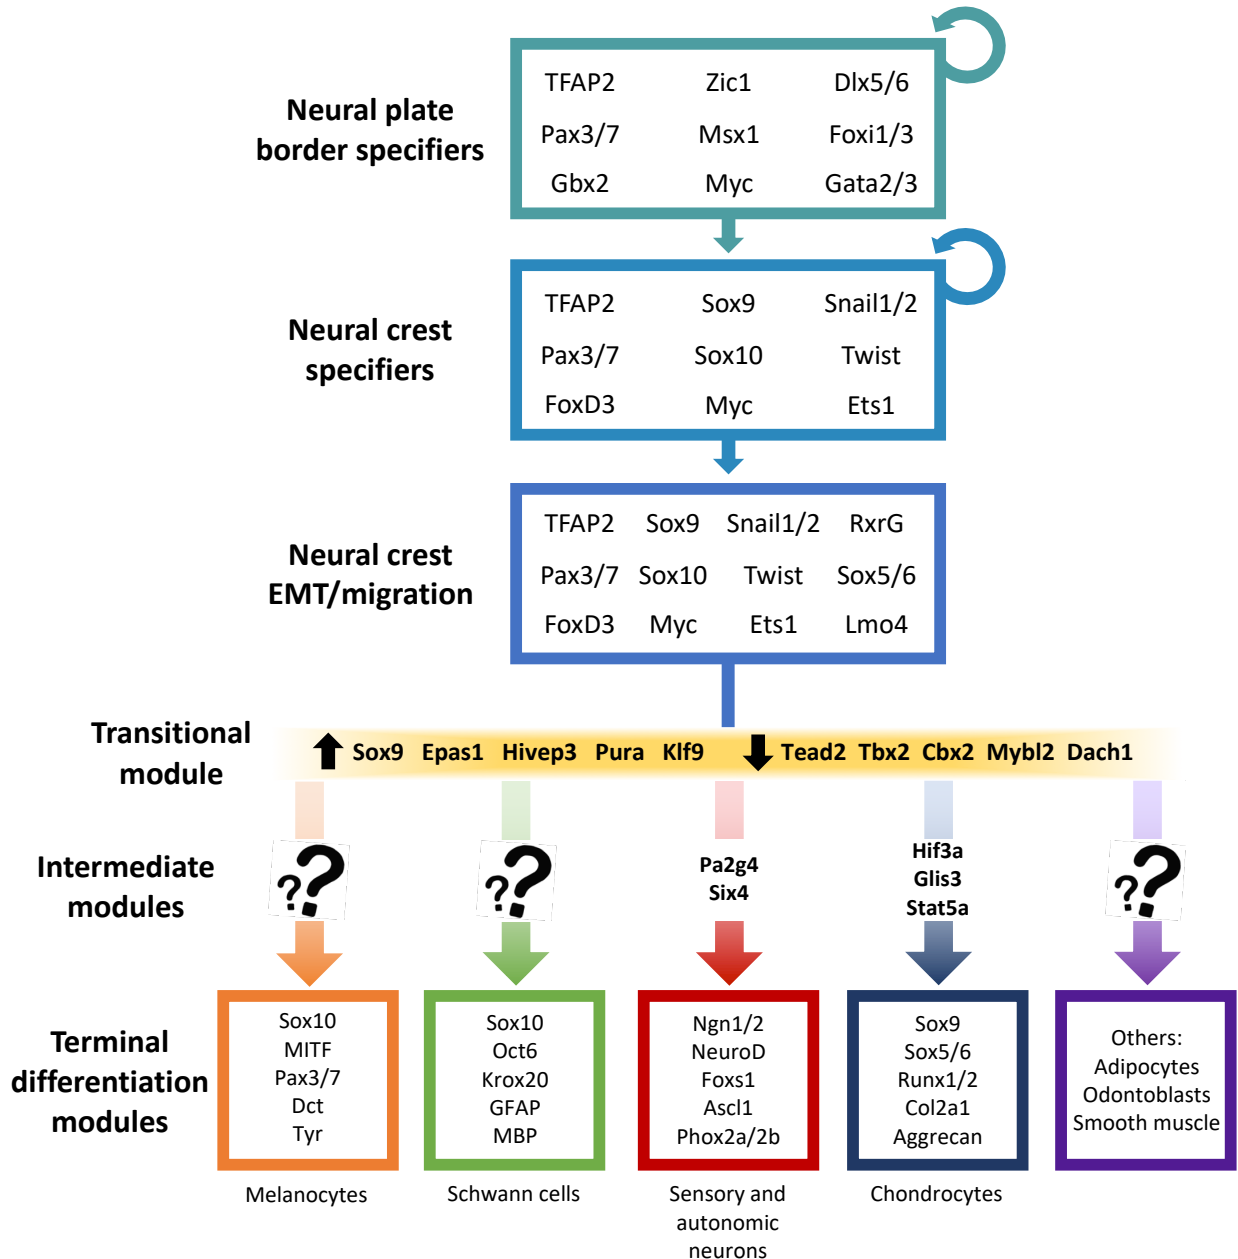 Neural plate
border specifiers
TFAP2 Zic1 Dlx5/6
Pax3/7 Msx1 Foxi1/3
Gbx2 Myc Gata2/3
Neural crest
specifiers
TFAP2 Sox9 Snail1/2
Pax3/7 Sox10 Twist
FoxD3 Myc Ets1
Neural crest
EMT/migration
TFAP2 Sox9 Snail1/2 RxrG
Pax3/7 Sox10 Twist Sox5/6
FoxD3 Myc Ets1 Lmo4
Transitional
module
Sox9 Epas1 Hivep3 Pura Klf9 Tead2 Tbx2 Cbx2 Mybl2 Dach1
Intermediate
modules
??
??
Pa2g4
Six4
Hif3a
Glis3
Stat5a
??
Terminal
differentiation
modules
Sox10
MITF
Pax3/7
Dct
Tyr
Melanocytes
Sox10
Oct6
Krox20
GFAP
MBP
Schwann cells
Ngn1/2
NeuroD
Foxs1
Ascl1
Phox2a/2b
Sensory and
autonomic
neurons
Sox9
Sox5/6
Runx1/2
Col2a1
Aggrecan
Chondrocytes
Others:
Adipocytes
Odontoblasts
Smooth muscle